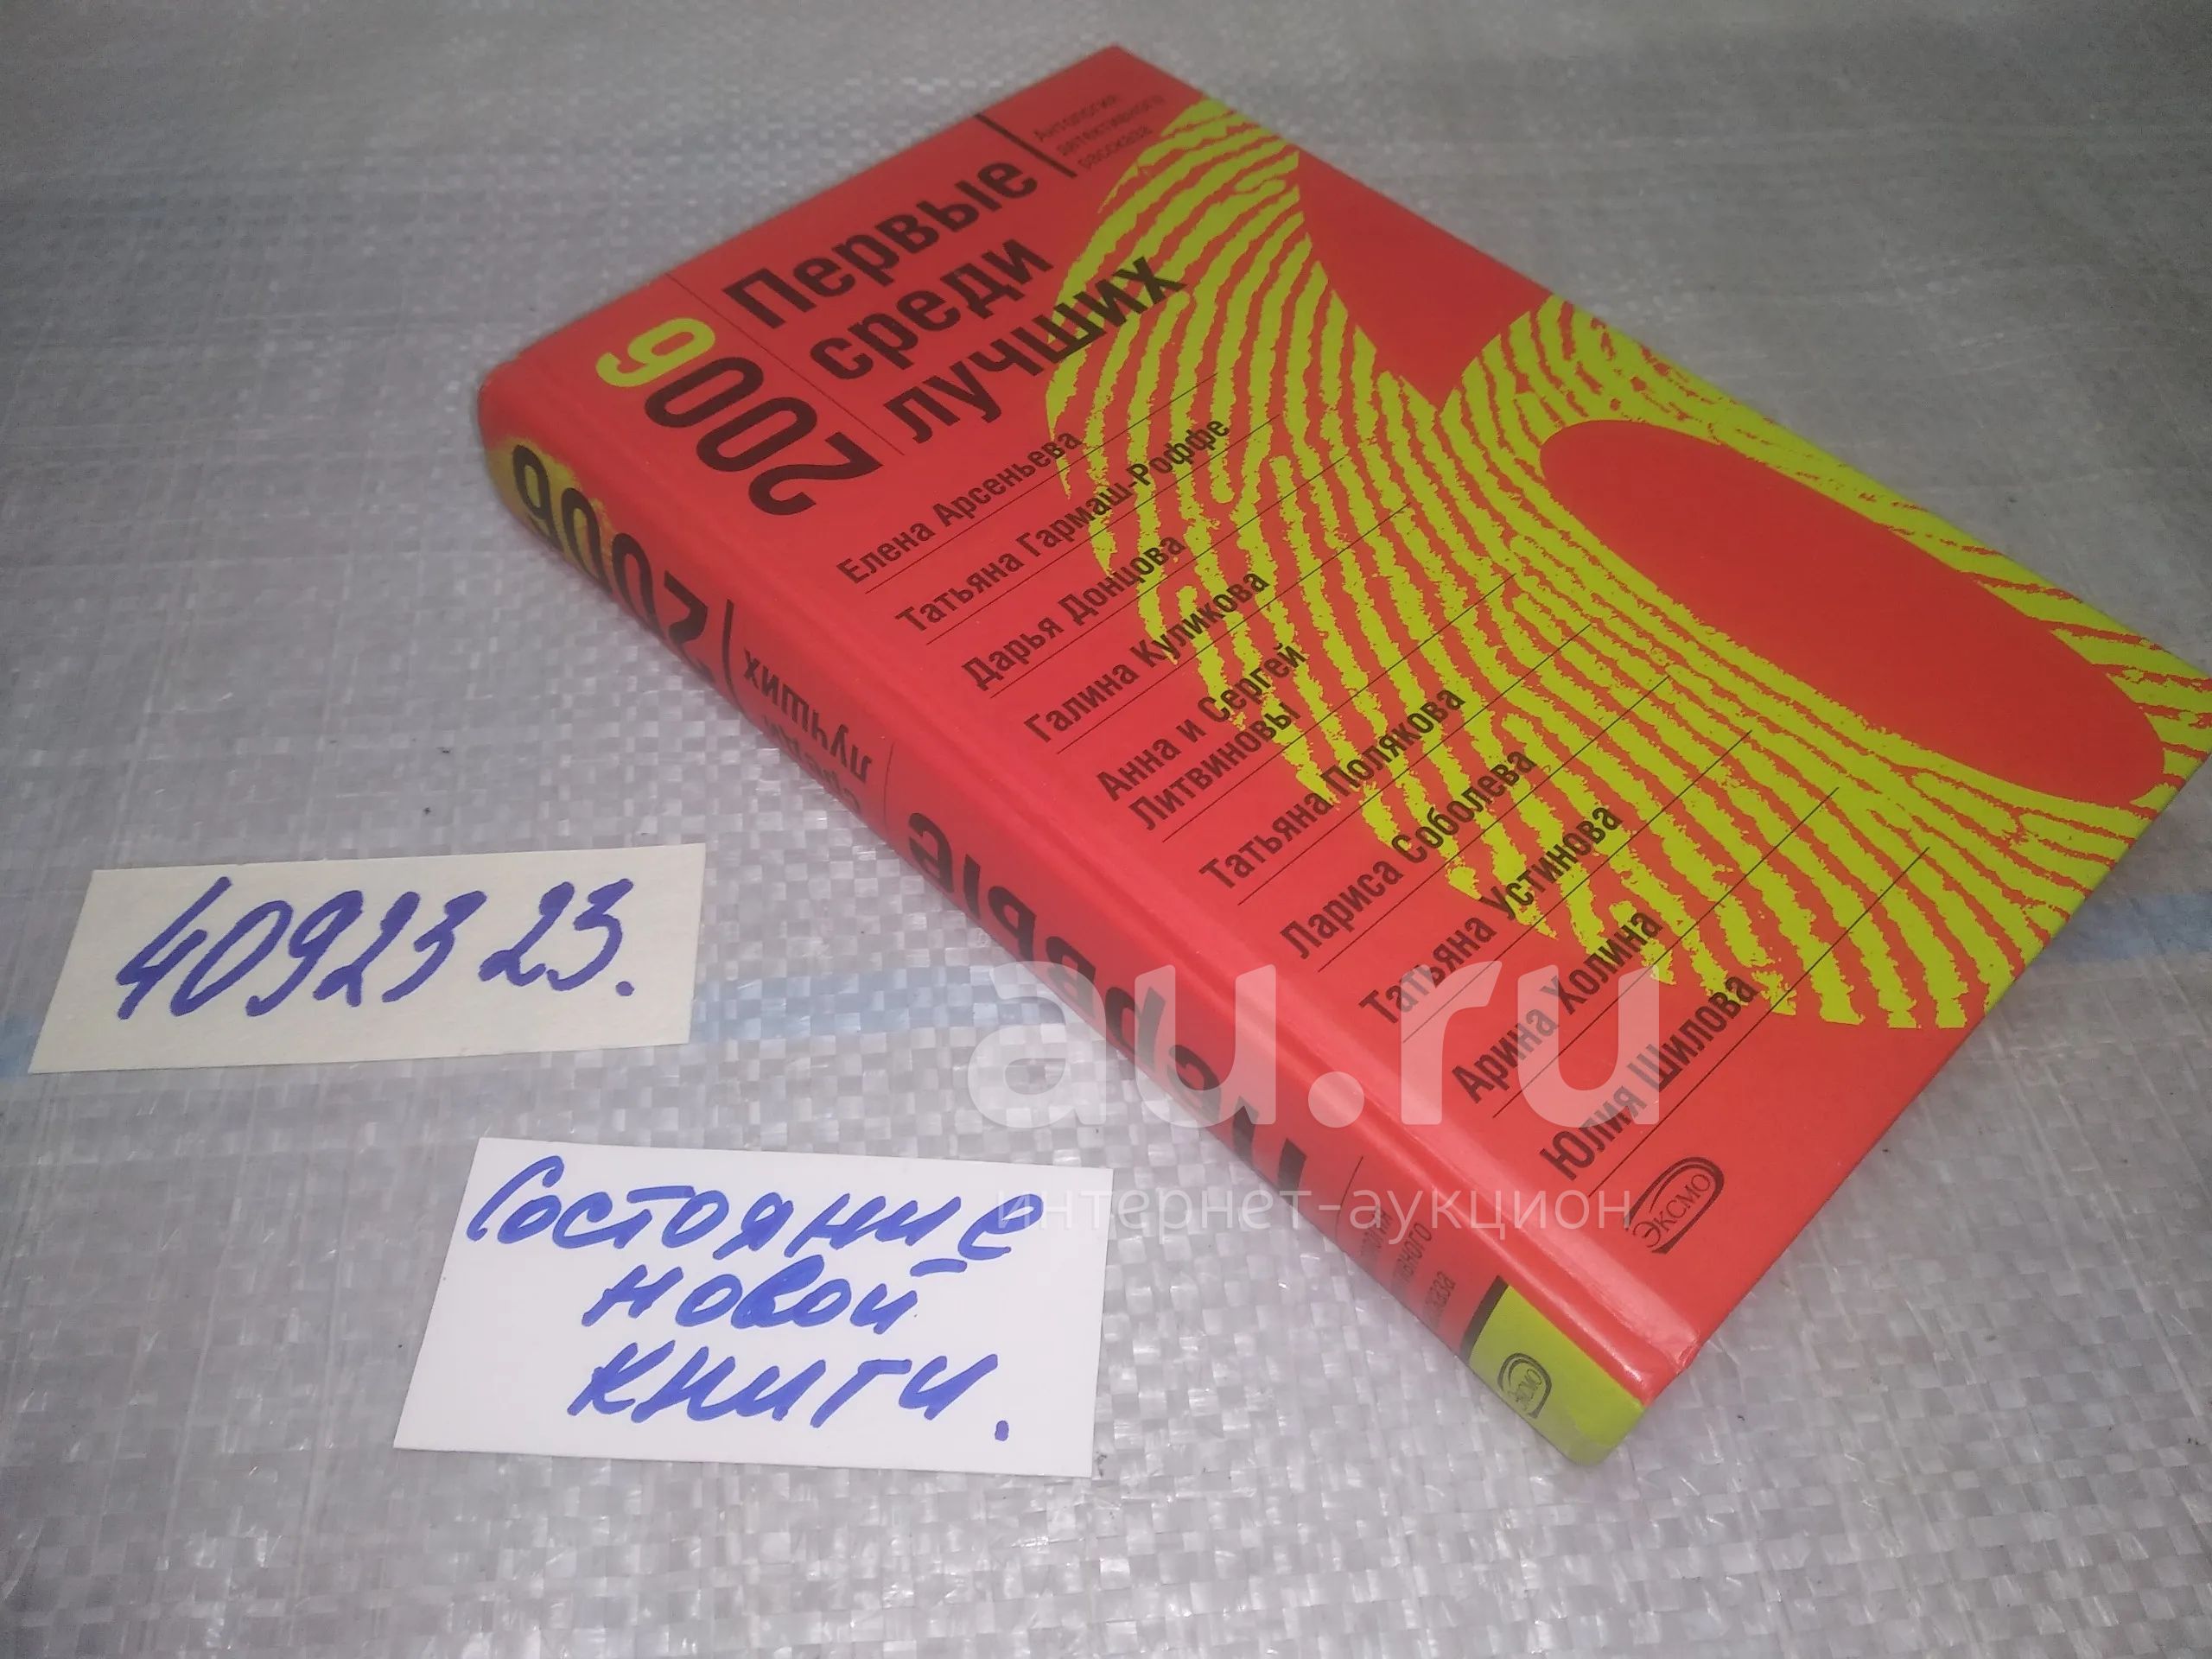 Антология
детективного
рассказа
Первые
среди
лучших
2006
Елена Арсеньева
Татьяна Гармаш-Роффе
Дарья Донцова
Галина Куликова
Анна и Сергей
Литвиновы
Татьяна Полякова
Лариса Соболева
Татьяна Устинова
Арина Холина
Юлия Шилова
ЭКСМО
2006
лучших
ЭКСМО
4092323.
Состояние
новой
книги.
au.ru
интернет-аукцион